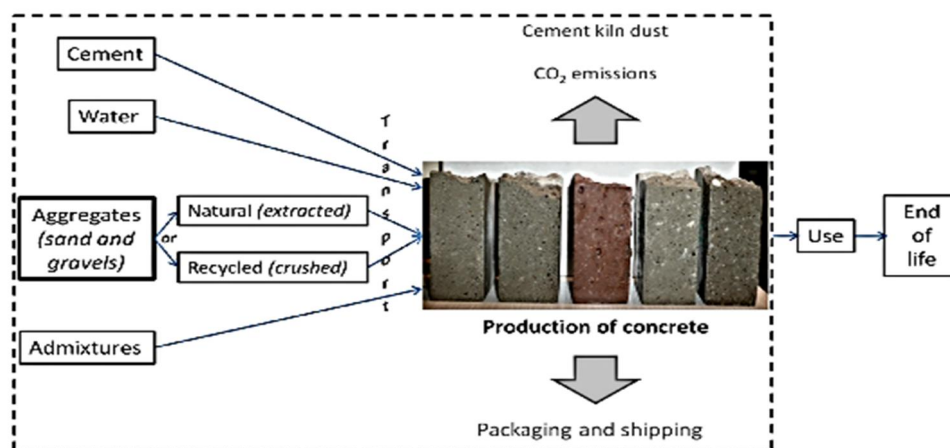 Cement kiln dust
CO₂ emissions
Cement
Water
Transport
Aggregates
(sand and
gravels)
or
Natural (extracted)
Recycled (crushed)
Admixtures
Production of concrete
Packaging and shipping
Use
End
of
life